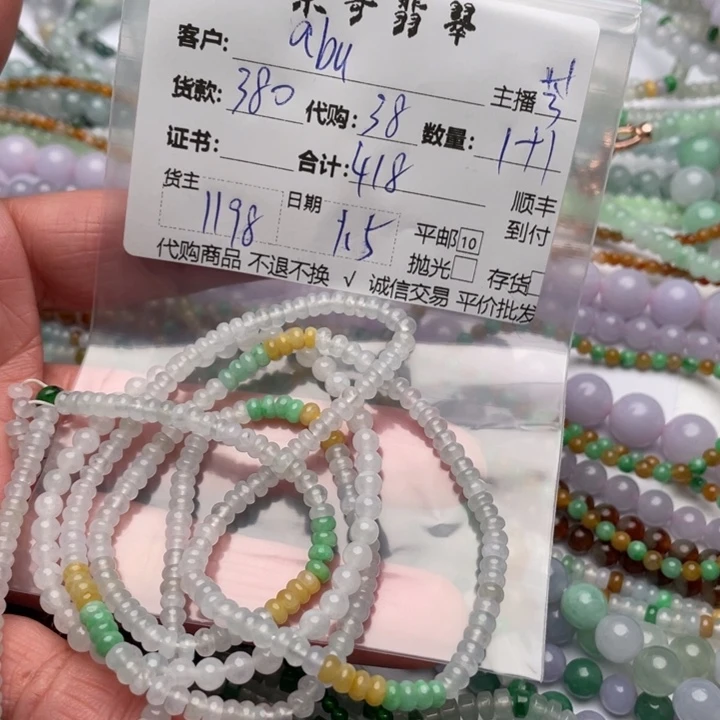 奇翡翠
客户: abu
货款: 380 代购: 38 数量: 1+1 主播
证书: 合计: 418
货主 1198 日期 1.5 平邮 10 顺丰到付
抛光 存货
代购商品 不退不换 √ 诚信交易 平价批发